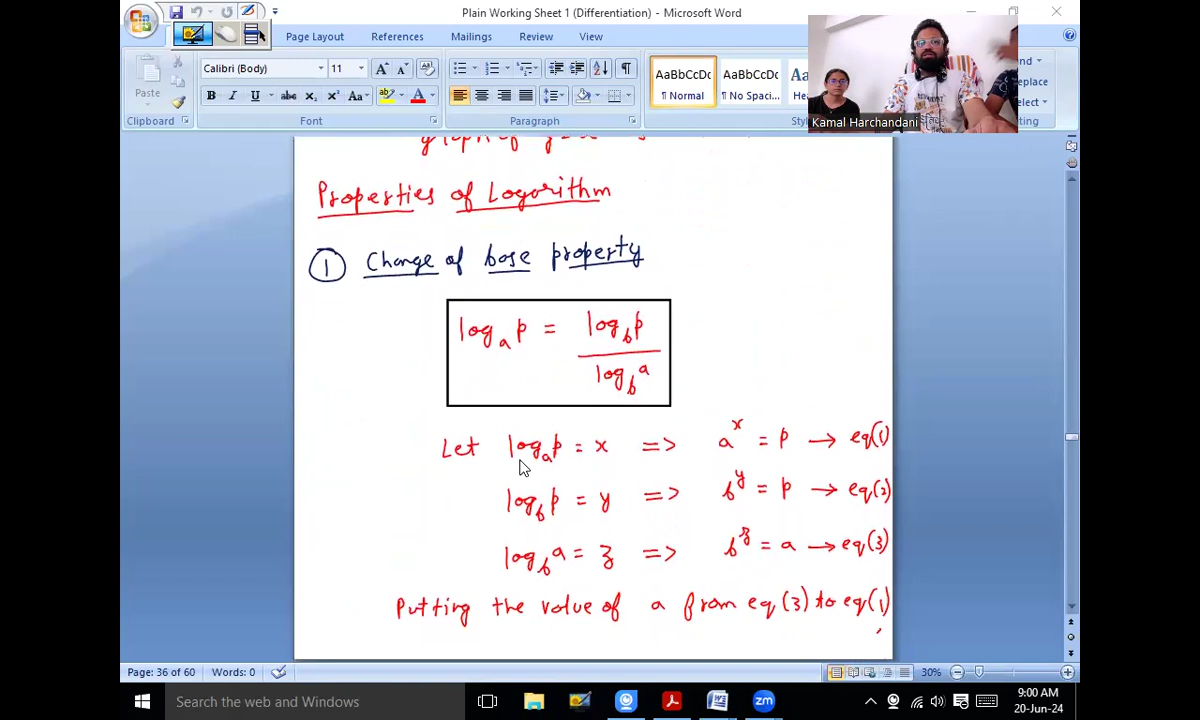 Plain Working Sheet 1 (Differentiation) - Microsoft Word
Page Layout References Mailings Review View
Calibri (Body) 11
Paste
AaBbCcDc AaBbCcDc
¶ Normal ¶ No Spaci...
Clipboard Font Paragraph
Kamal Harchandani
Properties of Logarithm
① Change of base property
log_a p = log_b p / log_b a
Let log_a p = x => a^x = p → eq(1)
log_b p = y => b^y = p → eq(2)
log_b a = z => b^z = a → eq(3)
Putting the value of a from eq(3) to eq(1)
Page: 36 of 60 Words: 0 30%
Search the web and Windows
9:00 AM
20-Jun-24